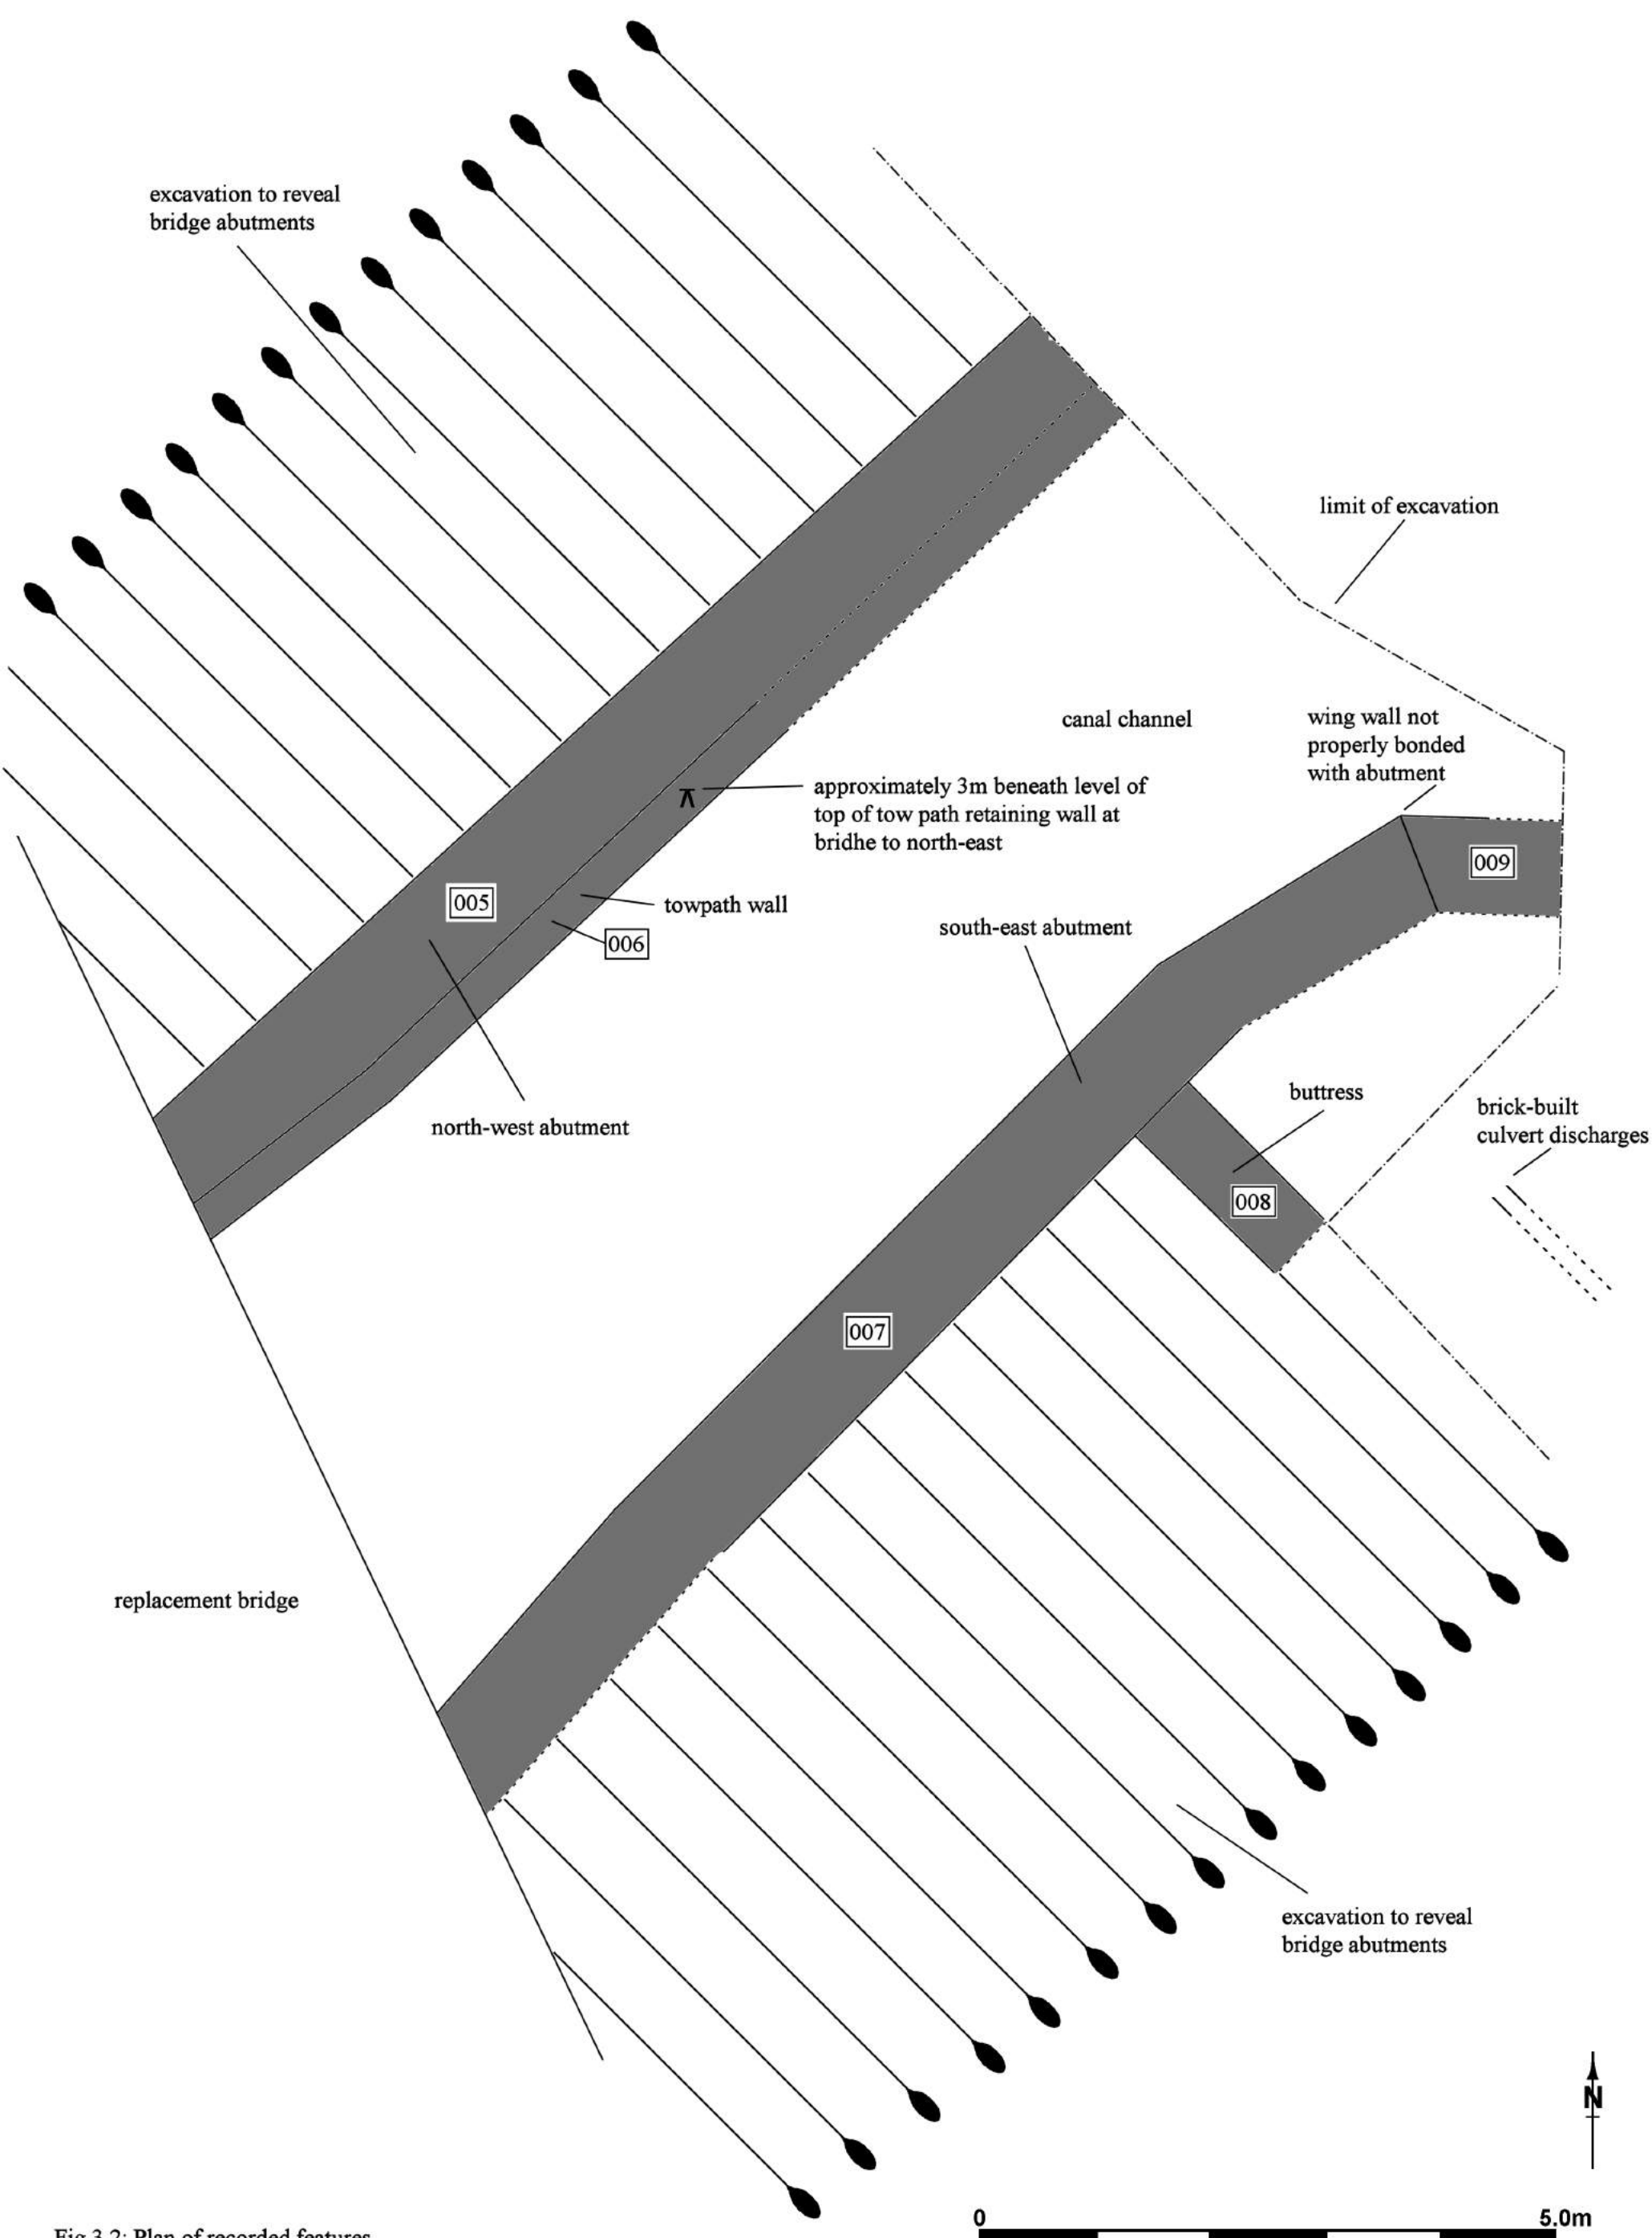 excavation to reveal
bridge abutments
limit of excavation
canal channel
wing wall not
properly bonded
with abutment
approximately 3m beneath level of
top of tow path retaining wall at
bridhe to north-east
009
005
towpath wall
006
south-east abutment
north-west abutment
buttress
brick-built
culvert discharges
008
007
replacement bridge
excavation to reveal
bridge abutments
N
0 5.0m
Fig 3.2: Plan of recorded features